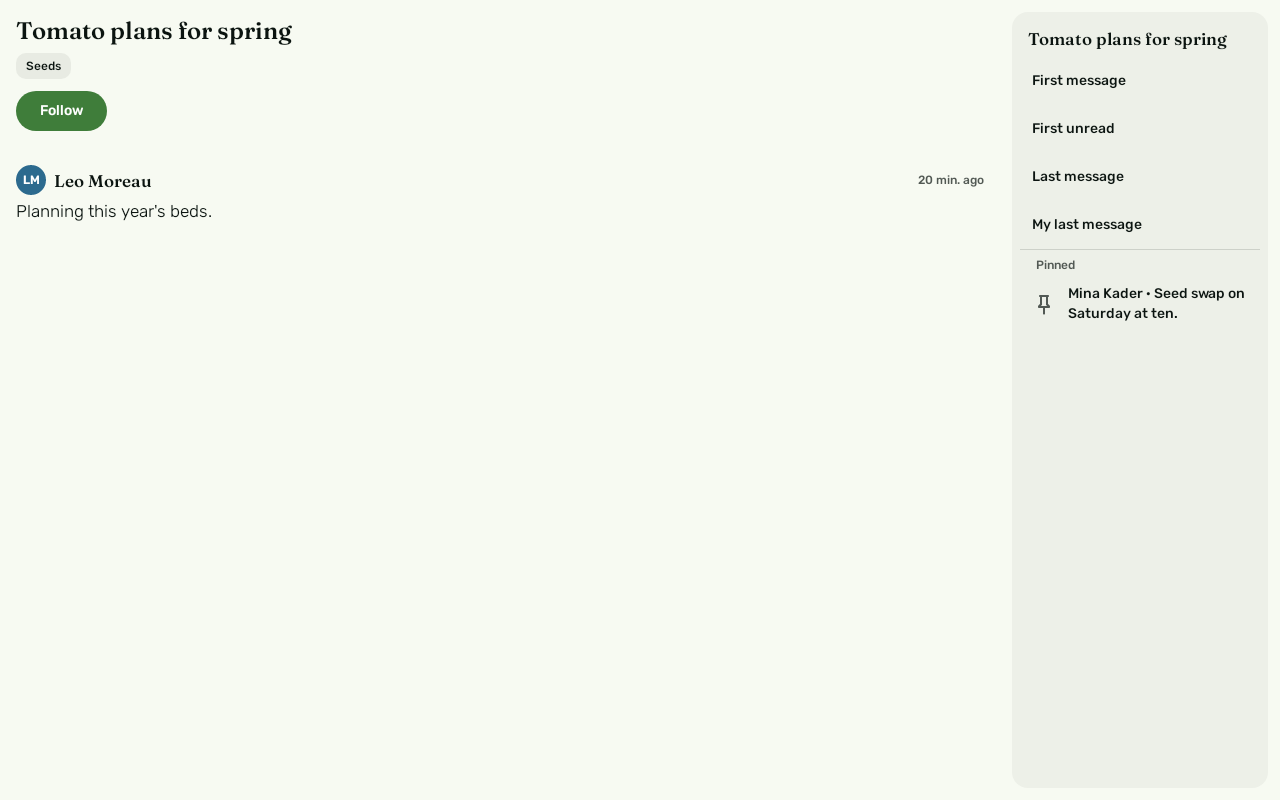 Tomato plans for spring
Seeds
Follow
LM
Leo Moreau
20 min. ago
Planning this year's beds.
Tomato plans for spring
First message
First unread
Last message
My last message
Pinned
Mina Kader • Seed swap on
Saturday at ten.